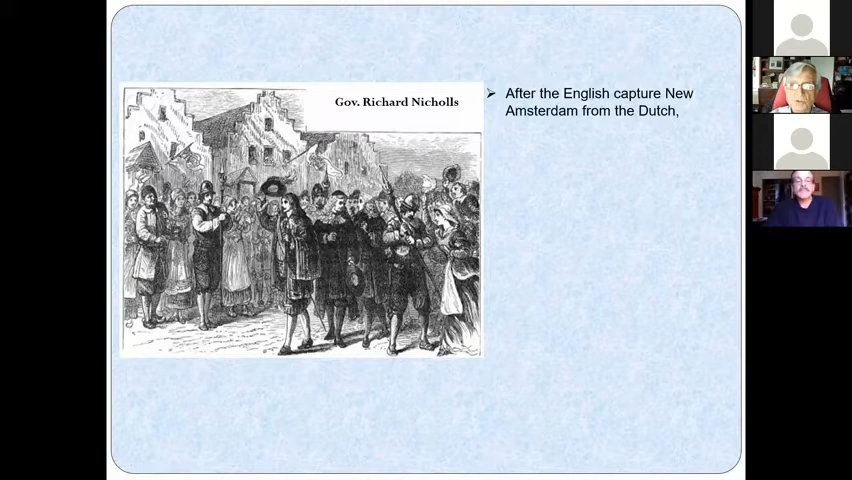 Gov. Richard Nicholls
➢ After the English capture New
Amsterdam from the Dutch,